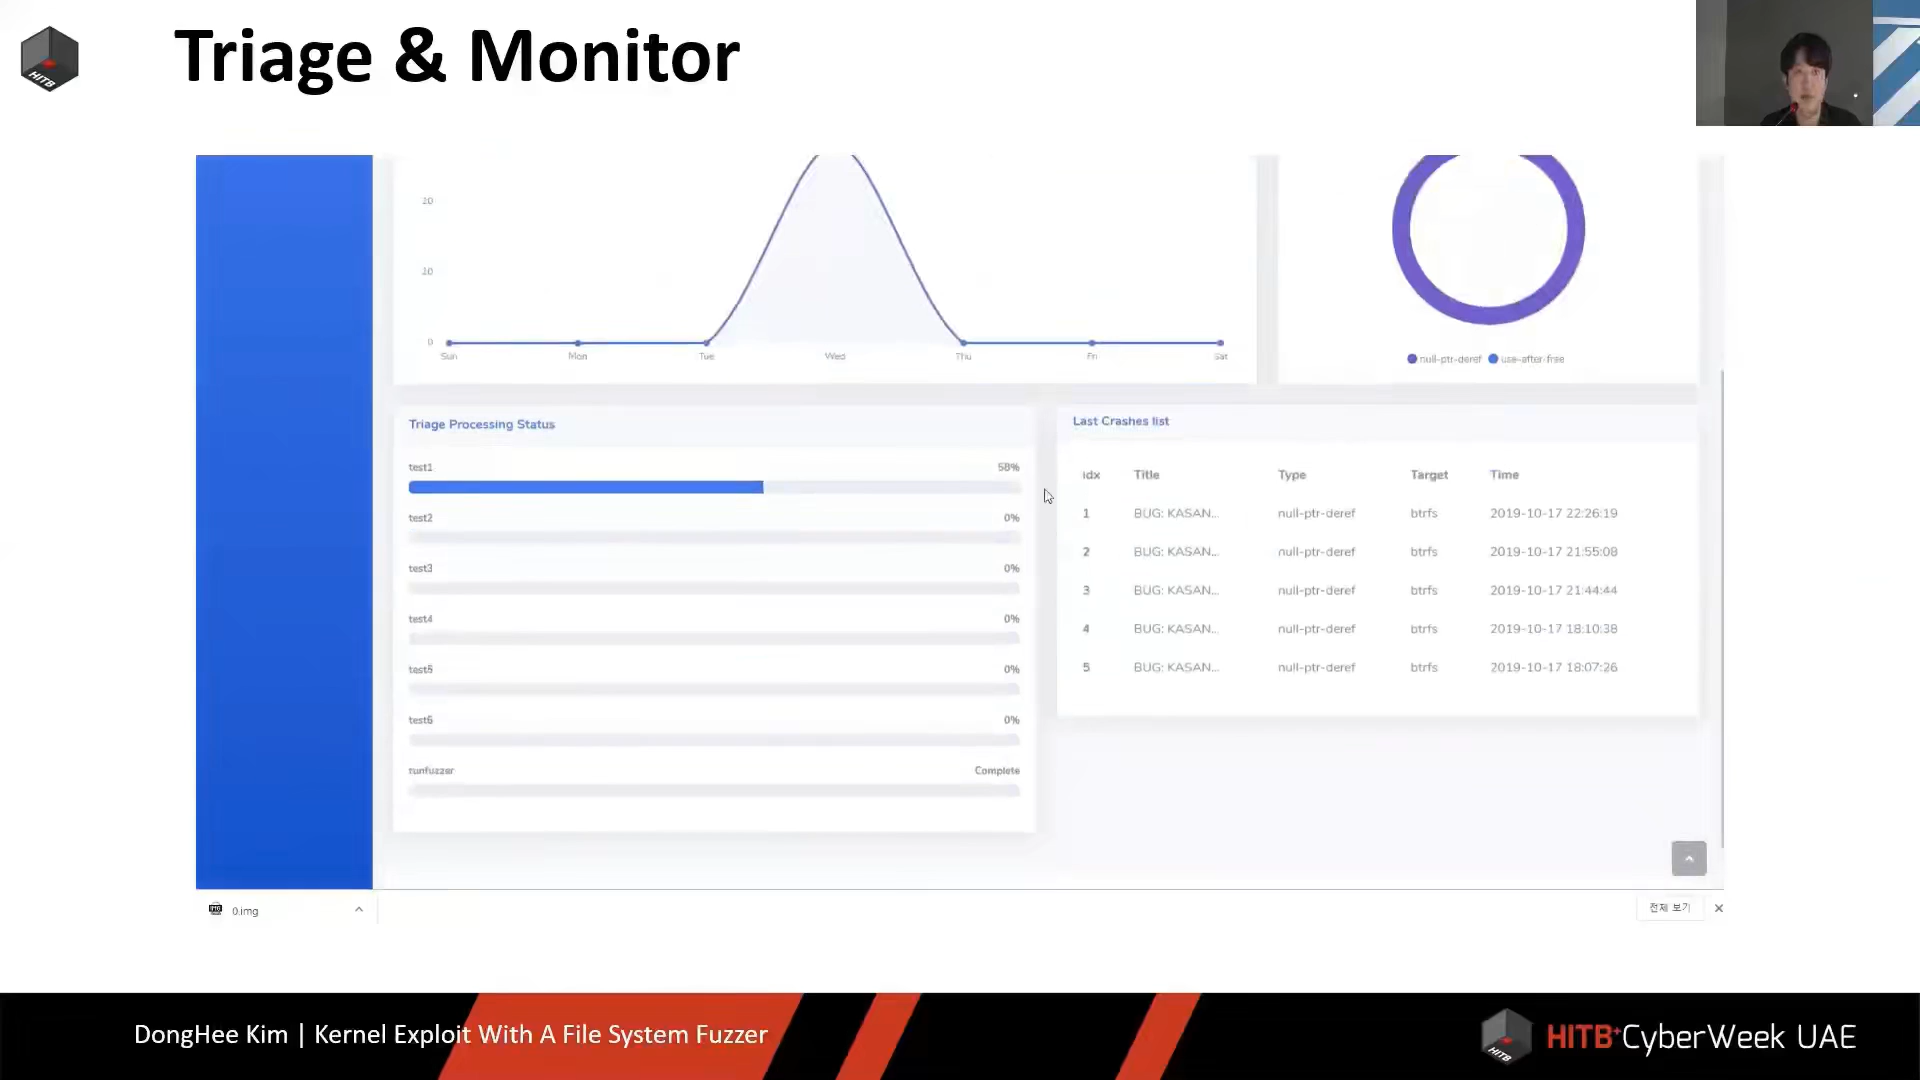 HITB
Triage & Monitor
20
10
0
Sun Mon Tue Wed Thu Fri Sat
null-ptr-deref use-after-free
Triage Processing Status
test1 58%
test2 0%
test3 0%
test4 0%
test5 0%
test6 0%
runfuzzer Complete
Last Crashes list
idx Title Type Target Time
1 BUG: KASAN... null-ptr-deref btrfs 2019-10-17 22:26:19
2 BUG: KASAN... null-ptr-deref btrfs 2019-10-17 21:55:08
3 BUG: KASAN... null-ptr-deref btrfs 2019-10-17 21:44:44
4 BUG: KASAN... null-ptr-deref btrfs 2019-10-17 18:10:38
5 BUG: KASAN... null-ptr-deref btrfs 2019-10-17 18:07:26
0.img
전체 보기
DongHee Kim | Kernel Exploit With A File System Fuzzer
HITB
HITB+CyberWeek UAE